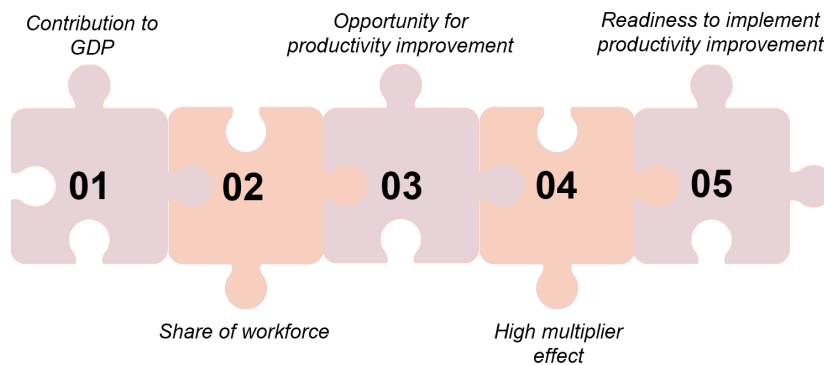 Contribution to
GDP
Opportunity for
productivity improvement
Readiness to implement
productivity improvement
01
02
03
04
05
Share of workforce
High multiplier
effect